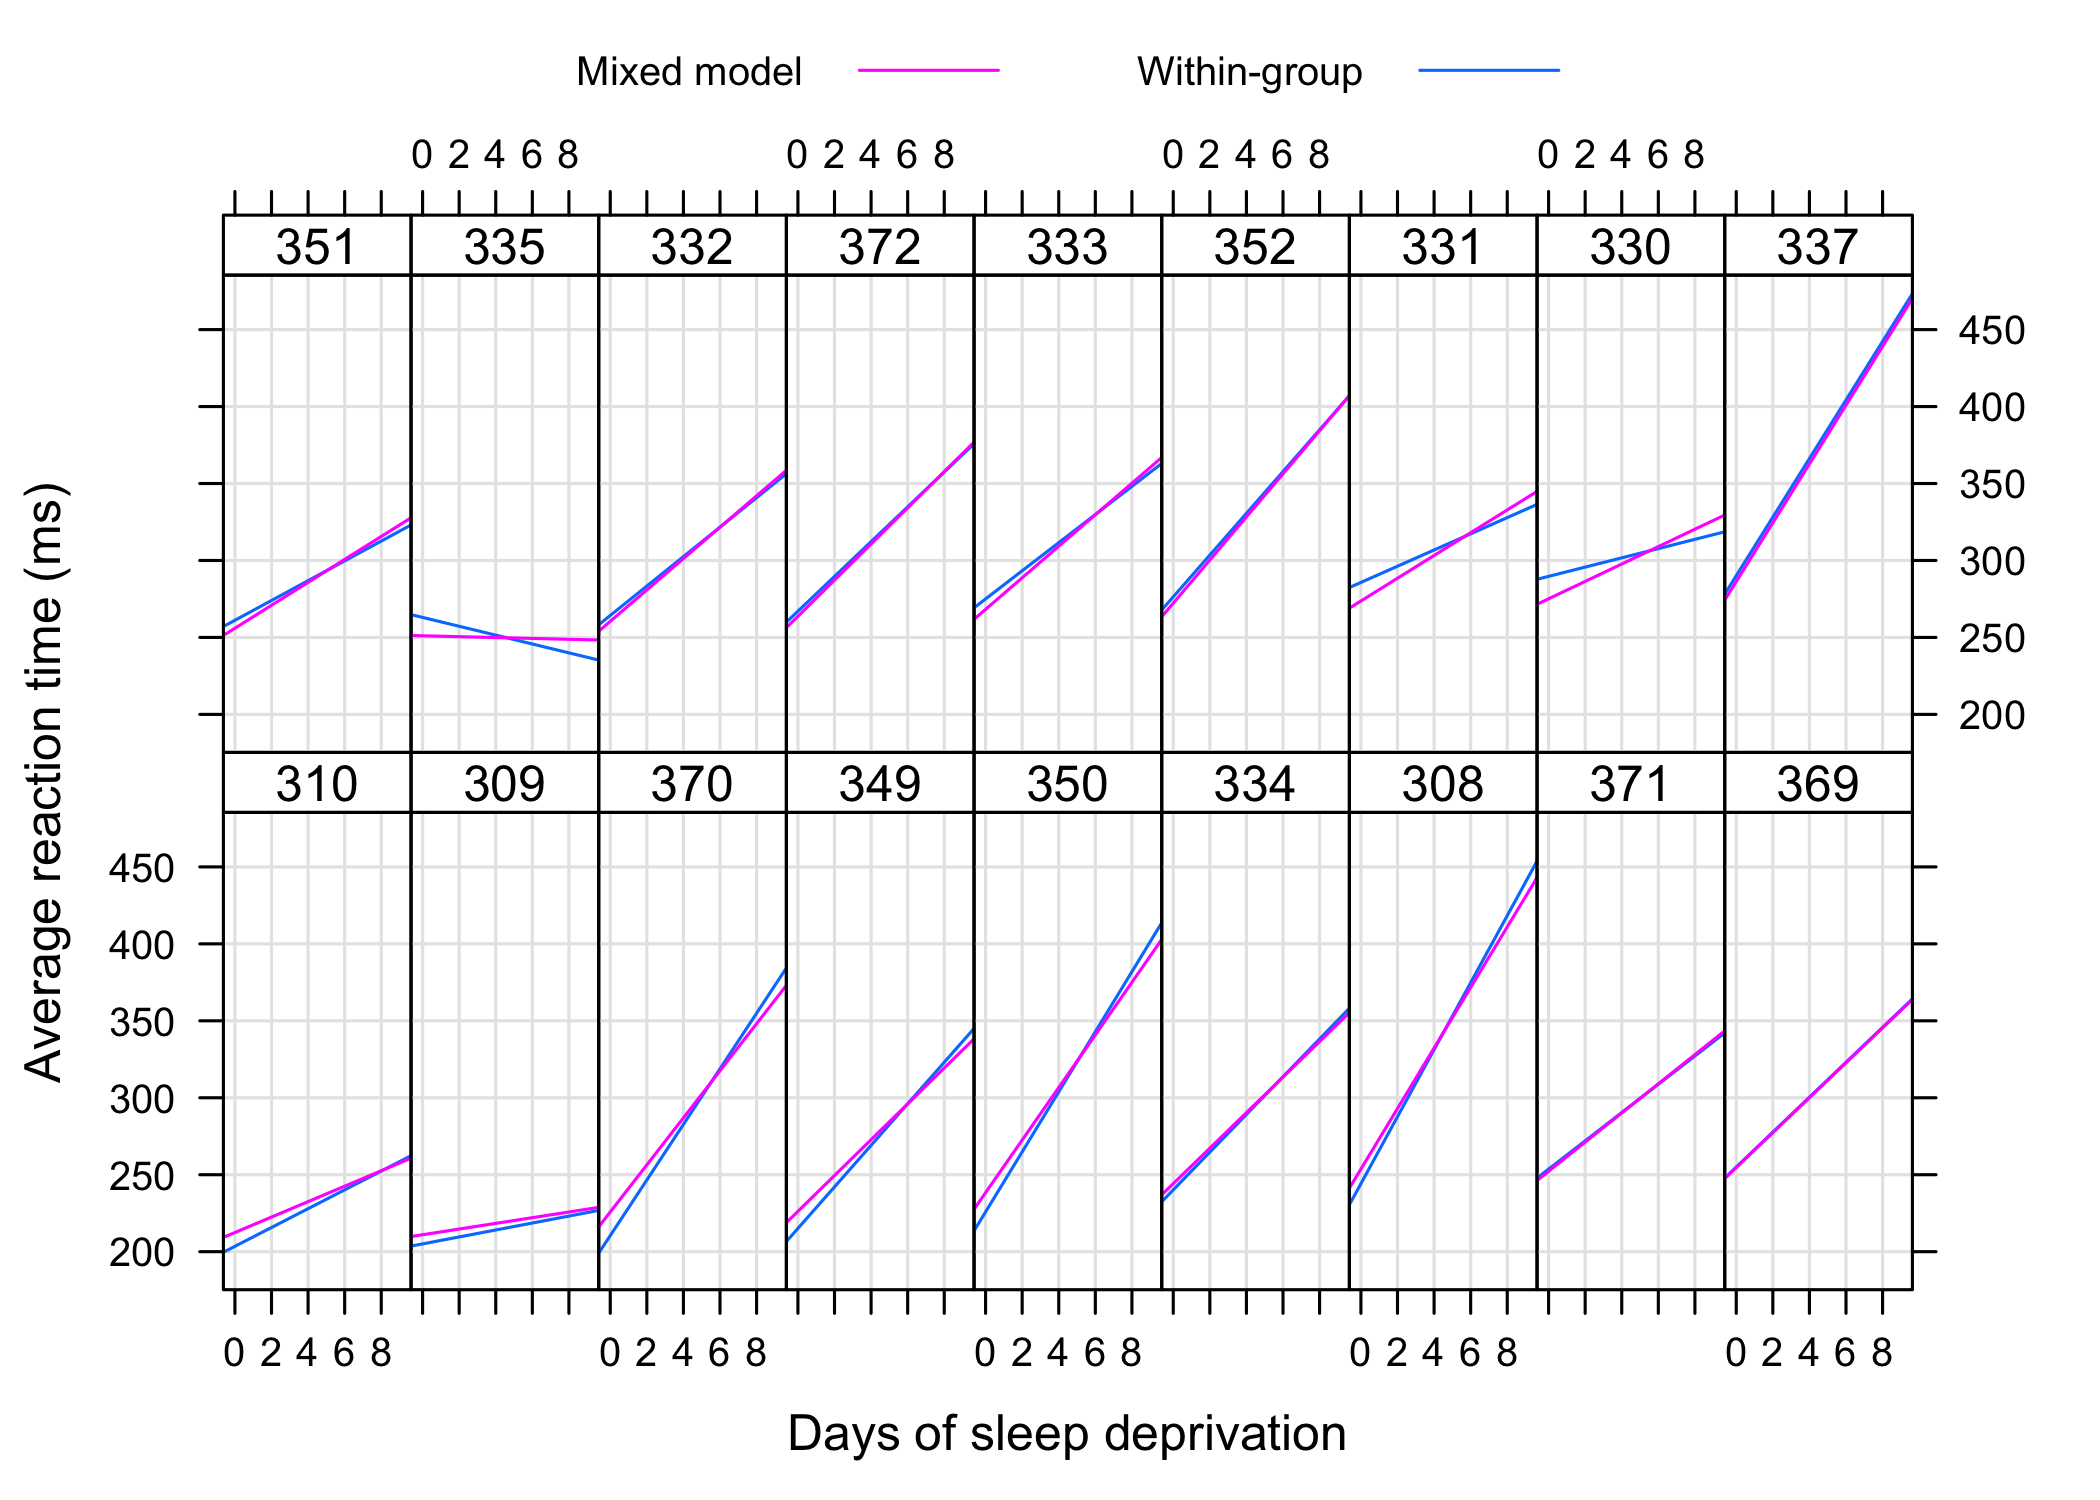 Mixed model Within-group
0 2 4 6 8 0 2 4 6 8 0 2 4 6 8 0 2 4 6 8
351 335 332 372 333 352 331 330 337
450
400
350
300
250
200
310 309 370 349 350 334 308 371 369
450
400
350
300
250
200
0 2 4 6 8 0 2 4 6 8 0 2 4 6 8 0 2 4 6 8 0 2 4 6 8
Average reaction time (ms)
Days of sleep deprivation